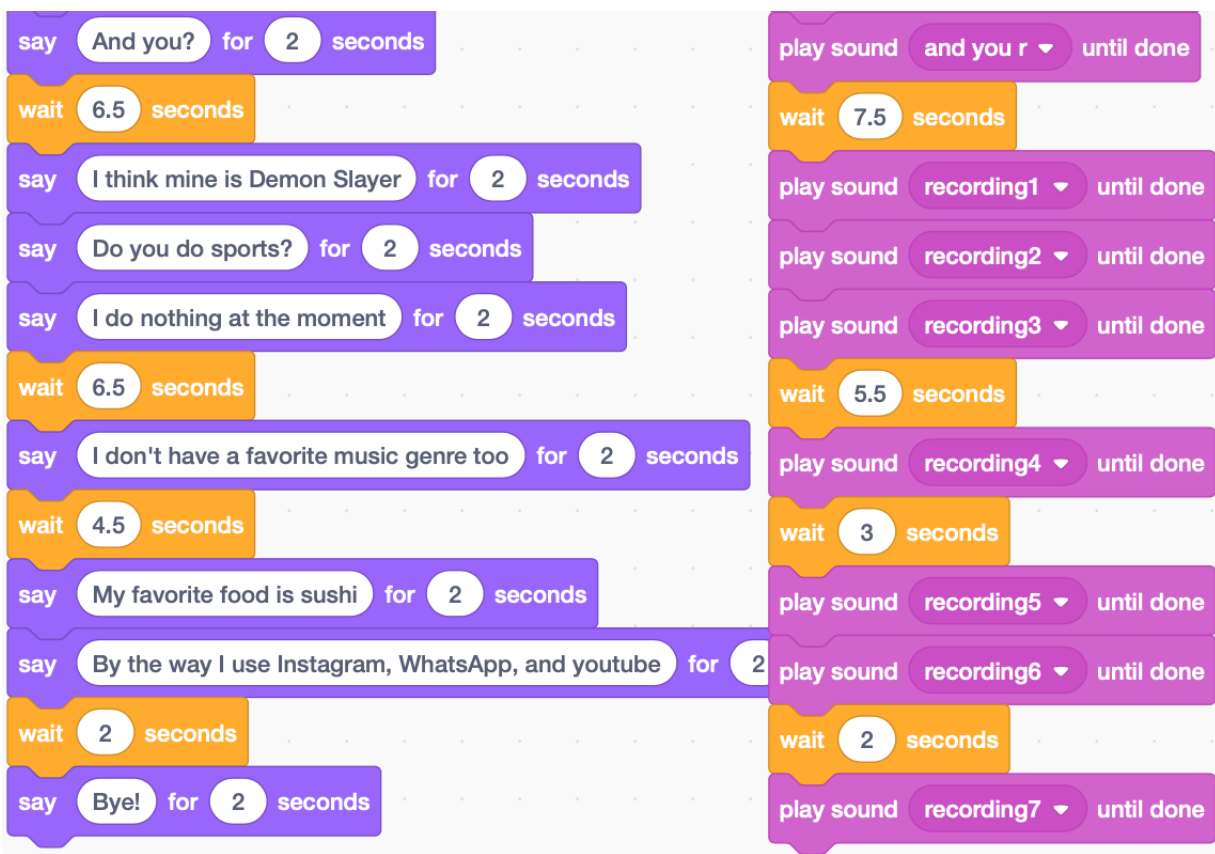 say And you? for 2 seconds
wait 6.5 seconds
say I think mine is Demon Slayer for 2 seconds
say Do you do sports? for 2 seconds
say I do nothing at the moment for 2 seconds
wait 6.5 seconds
say I don't have a favorite music genre too for 2 seconds
wait 4.5 seconds
say My favorite food is sushi for 2 seconds
say By the way I use Instagram, WhatsApp, and youtube for 2
wait 2 seconds
say Bye! for 2 seconds
play sound and you r until done
wait 7.5 seconds
play sound recording1 until done
play sound recording2 until done
play sound recording3 until done
wait 5.5 seconds
play sound recording4 until done
wait 3 seconds
play sound recording5 until done
play sound recording6 until done
wait 2 seconds
play sound recording7 until done